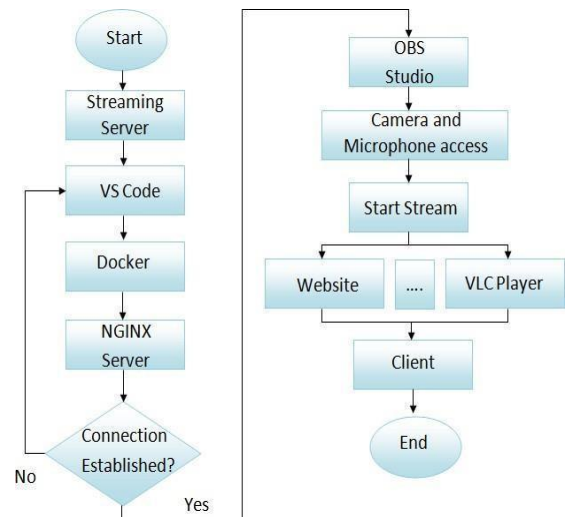 Start
Streaming
Server
VS Code
Docker
NGINX
Server
Connection
Established?
No
Yes
OBS
Studio
Camera and
Microphone access
Start Stream
Website
....
VLC Player
Client
End